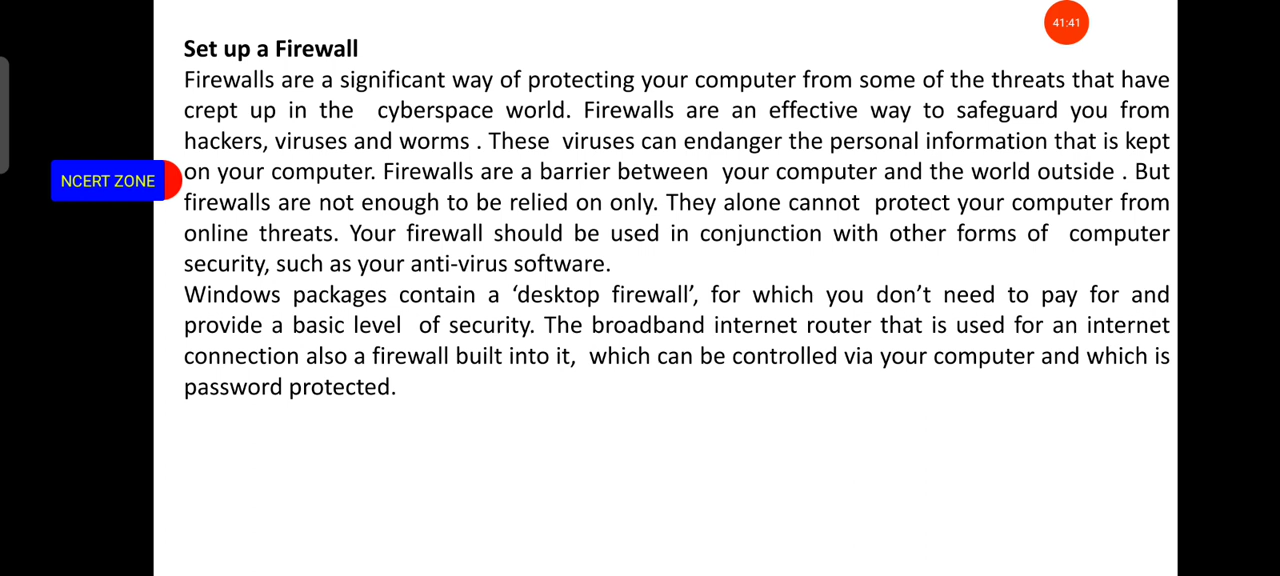 41:41
Set up a Firewall
Firewalls are a significant way of protecting your computer from some of the threats that have
crept up in the cyberspace world. Firewalls are an effective way to safeguard you from
hackers, viruses and worms . These viruses can endanger the personal information that is kept
NCERT ZONE
on your computer. Firewalls are a barrier between your computer and the world outside . But
firewalls are not enough to be relied on only. They alone cannot protect your computer from
online threats. Your firewall should be used in conjunction with other forms of computer
security, such as your anti-virus software.
Windows packages contain a ‘desktop firewall’, for which you don’t need to pay for and
provide a basic level of security. The broadband internet router that is used for an internet
connection also a firewall built into it, which can be controlled via your computer and which is
password protected.